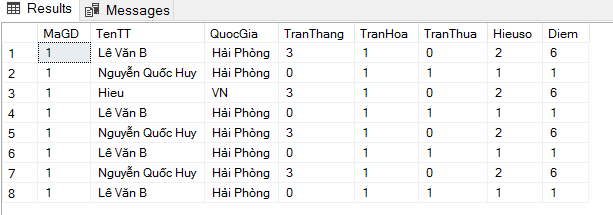 Results Messages
MaGD TenTT QuocGia TranThang TranHoa TranThua Hieuso Diem
1 1 Lê Văn B Hải Phòng 3 1 0 2 6
2 1 Nguyễn Quốc Huy Hải Phòng 0 1 1 1 1
3 1 Hieu VN 3 1 0 2 6
4 1 Lê Văn B Hải Phòng 0 1 1 1 1
5 1 Nguyễn Quốc Huy Hải Phòng 3 1 0 2 6
6 1 Lê Văn B Hải Phòng 0 1 1 1 1
7 1 Nguyễn Quốc Huy Hải Phòng 3 1 0 2 6
8 1 Lê Văn B Hải Phòng 0 1 1 1 1